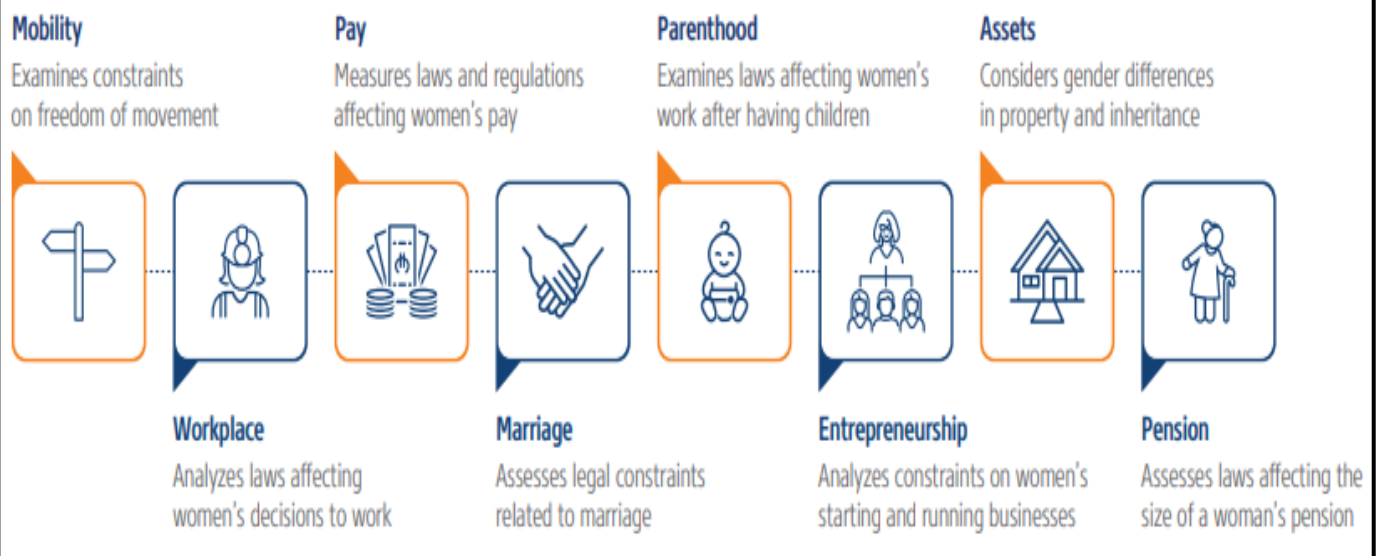 Mobility
Examines constraints
on freedom of movement
Pay
Measures laws and regulations
affecting women's pay
Parenthood
Examines laws affecting women's
work after having children
Assets
Considers gender differences
in property and inheritance
Workplace
Analyzes laws affecting
women's decisions to work
Marriage
Assesses legal constraints
related to marriage
Entrepreneurship
Analyzes constraints on women's
starting and running businesses
Pension
Assesses laws affecting the
size of a woman's pension